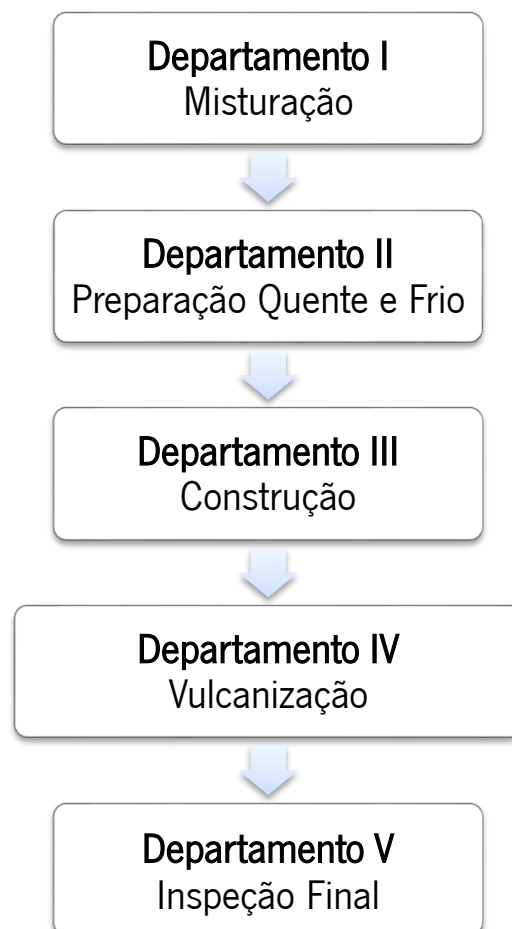 Departamento I
Misturação
Departamento II
Preparação Quente e Frio
Departamento III
Construção
Departamento IV
Vulcanização
Departamento V
Inspeção Final